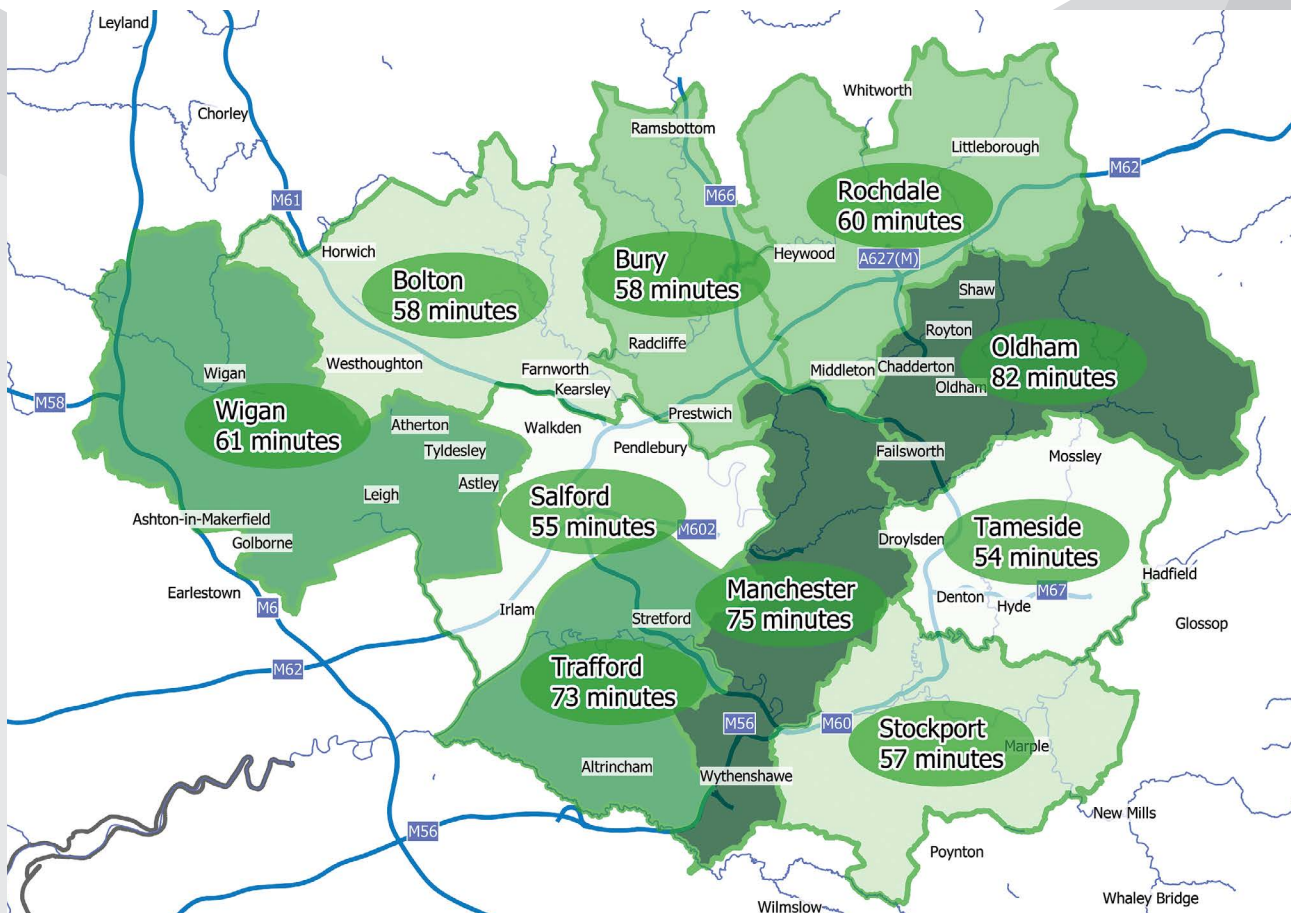 Leyland
Chorley
Whitworth
Ramsbottom
Littleborough
M62
M61
M66
Rochdale
60 minutes
Horwich
Heywood
A627(M)
Bolton
58 minutes
Bury
58 minutes
Shaw
Royton
Radcliffe
Oldham
82 minutes
Westhoughton
Farnworth
Middleton
Chadderton
Wigan
Kearsley
Oldham
M58
Wigan
61 minutes
Prestwich
Atherton
Walkden
Tyldesley
Pendlebury
Failsworth
Mossley
Astley
Leigh
Salford
55 minutes
M602
Ashton-in-Makerfield
Golborne
Droylsden
Tameside
54 minutes
Hadfield
Earlestown
M6
Irlam
Stretford
Manchester
75 minutes
Denton
Hyde
M67
Glossop
M62
Trafford
73 minutes
M56
M60
Stockport
57 minutes
Marple
Altrincham
Wythenshawe
New Mills
M56
Poynton
Wilmslow
Whaley Bridge